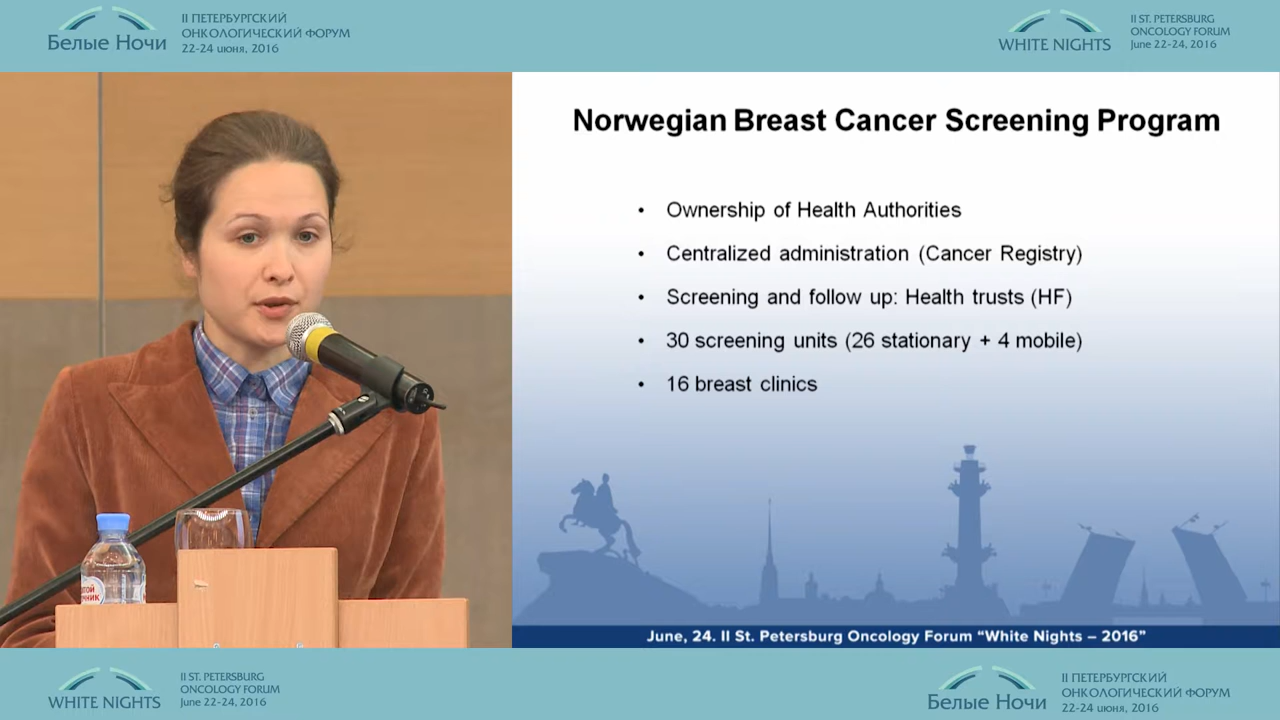 II ПЕТЕРБУРГСКИЙ
ОНКОЛОГИЧЕСКИЙ ФОРУМ
22-24 июня, 2016
Белые Ночи
WHITE NIGHTS
II ST. PETERSBURG
ONCOLOGY FORUM
June 22-24, 2016
Norwegian Breast Cancer Screening Program
• Ownership of Health Authorities
• Centralized administration (Cancer Registry)
• Screening and follow up: Health trusts (HF)
• 30 screening units (26 stationary + 4 mobile)
• 16 breast clinics
June, 24. II St. Petersburg Oncology Forum “White Nights – 2016”
WHITE NIGHTS
II ST. PETERSBURG
ONCOLOGY FORUM
June 22-24, 2016
Белые Ночи
II ПЕТЕРБУРГСКИЙ
ОНКОЛОГИЧЕСКИЙ ФОРУМ
22-24 июня, 2016